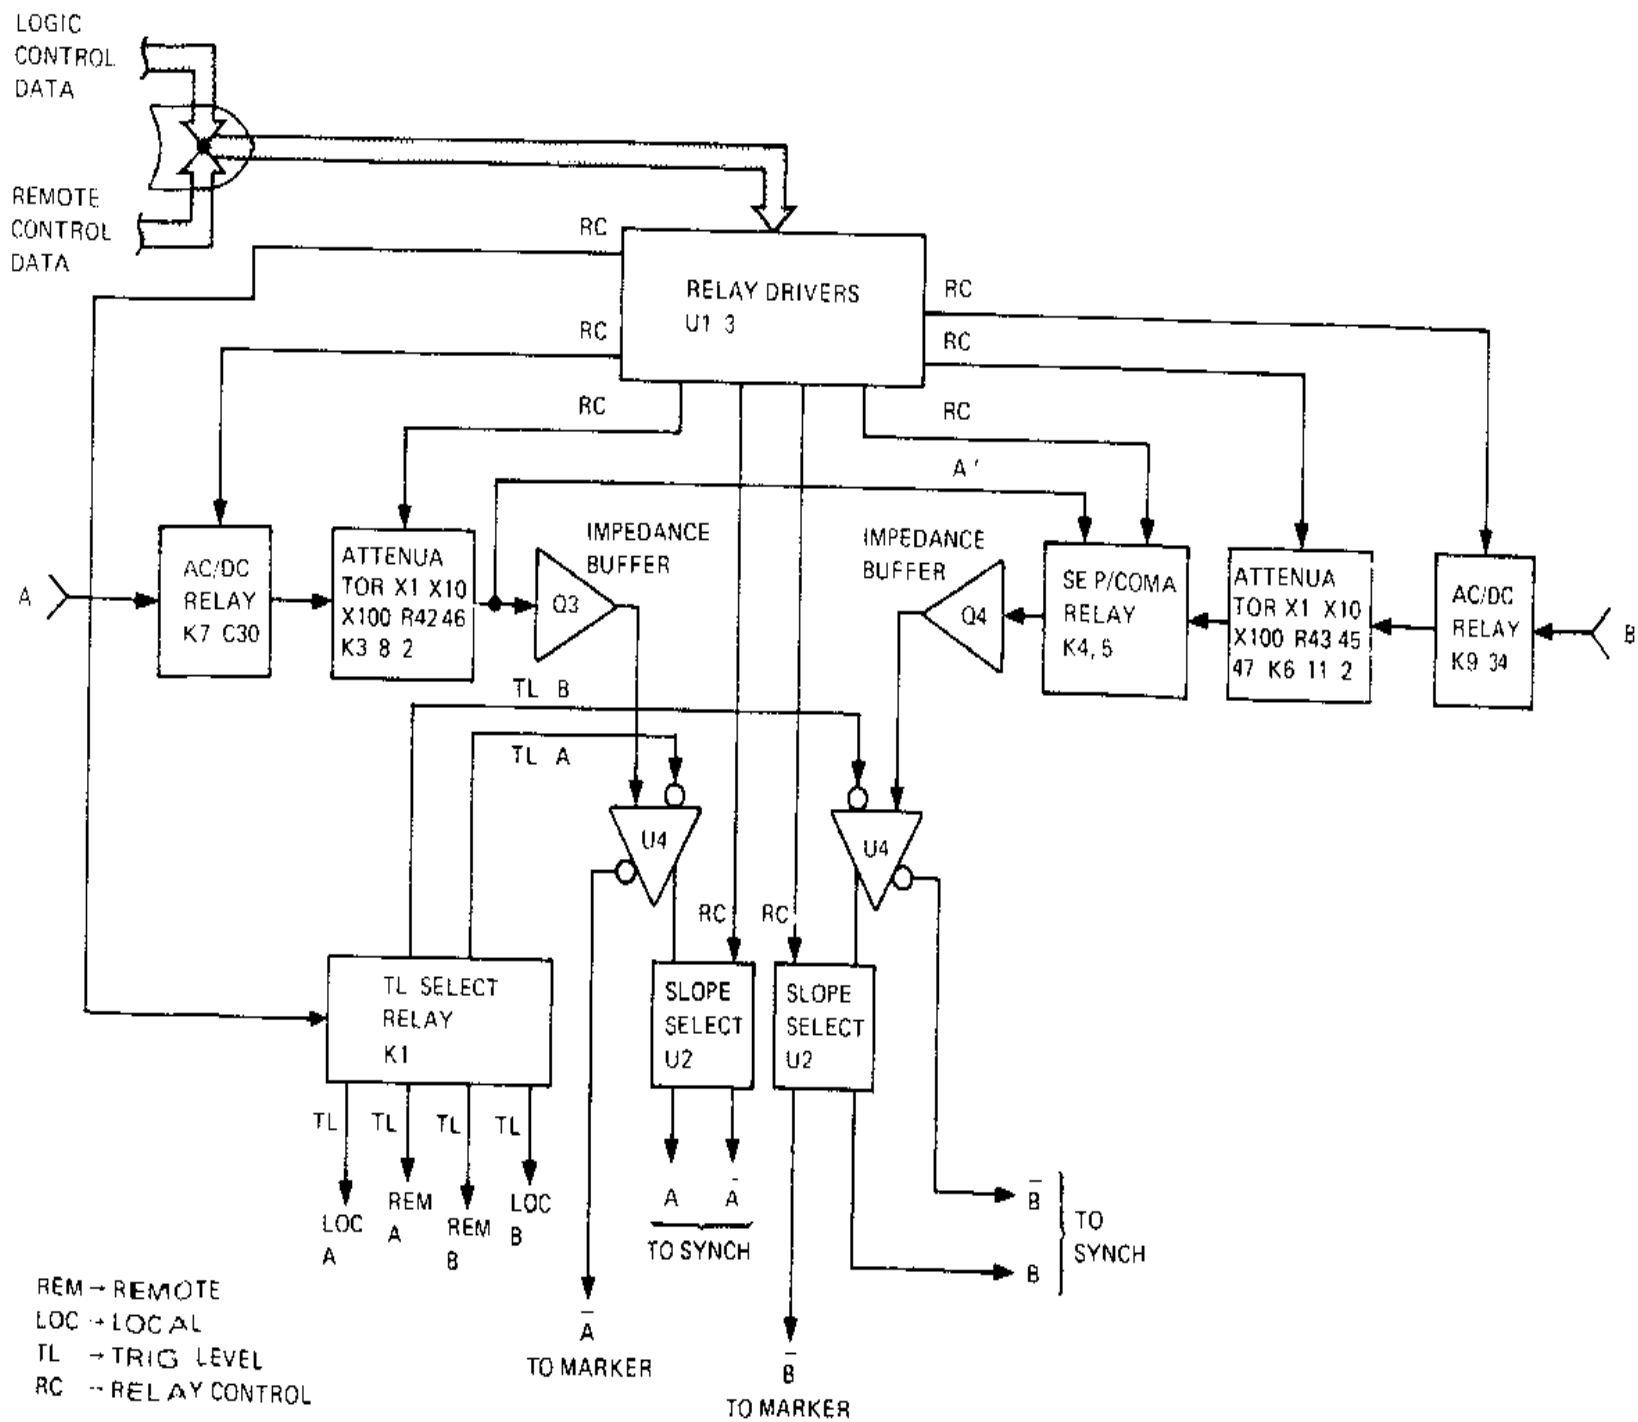 LOGIC
CONTROL
DATA
REMOTE
CONTROL
DATA
RC
RELAY DRIVERS
U1 3
RC
RC
RC
RC
RC
A'
A
AC/DC
RELAY
K7 C30
ATTENUA
TOR X1 X10
X100 R42 46
K3 8 2
IMPEDANCE
BUFFER
Q3
IMPEDANCE
BUFFER
Q4
SE P/COMA
RELAY
K4, 5
ATTENUA
TOR X1 X10
X100 R43 45
47 K6 11 2
AC/DC
RELAY
K9 34
B
TL B
TL A
U4
U4
RC
RC
TL SELECT
RELAY
K1
SLOPE
SELECT
U2
SLOPE
SELECT
U2
TL
TL
TL
TL
LOC
A
REM
A
REM
B
LOC
B
A
A̅
TO SYNCH
B̅
B
TO
SYNCH
A̅
TO MARKER
B̅
TO MARKER
REM → REMOTE
LOC → LOCAL
TL → TRIG LEVEL
RC → RELAY CONTROL